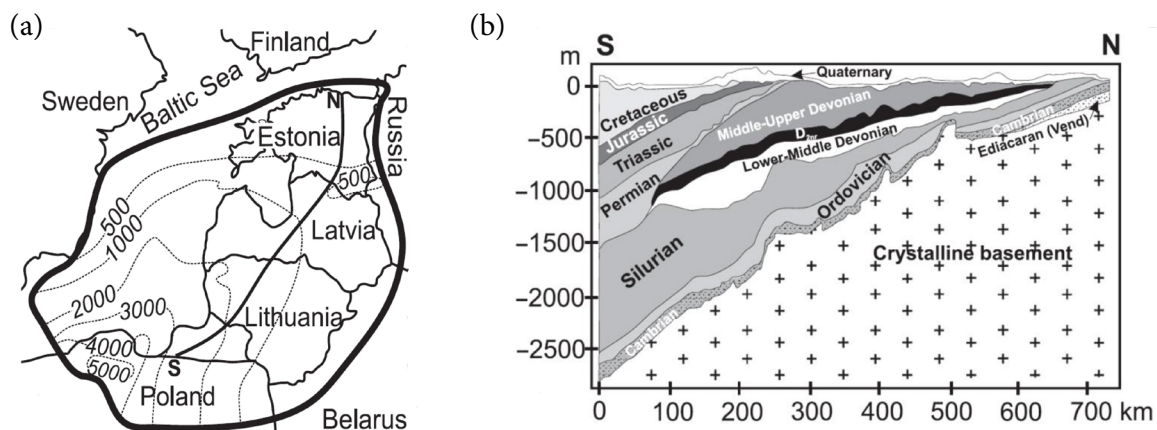 (a)
Finland
Sweden
Baltic Sea
N
Estonia
Russia
500
500
1000
Latvia
2000
3000
Lithuania
4000
5000
S
Poland
Belarus
(b)
S
N
m
Quaternary
0
Cretaceous
Jurassic
Triassic
Permian
Middle-Upper Devonian
Lower-Middle Devonian
Cambrian
Ediacaran (Vend)
−500
−1000
Ordovician
−1500
Silurian
Crystalline basement
−2000
Cambrian
−2500
0 100 200 300 400 500 600 700 km